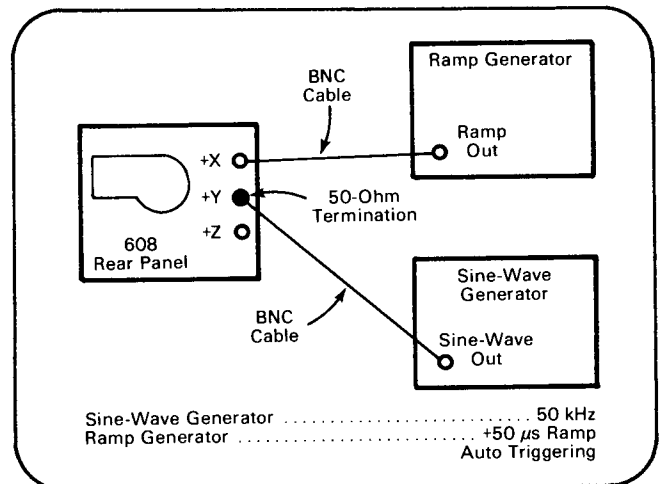 Ramp Generator
BNC
Cable
Ramp
Out
+X
+Y
50-Ohm
Termination
+Z
608
Rear Panel
Sine-Wave
Generator
BNC
Cable
Sine-Wave
Out
Sine-Wave Generator ............................ 50 kHz
Ramp Generator ........................... +50 μs Ramp
Auto Triggering